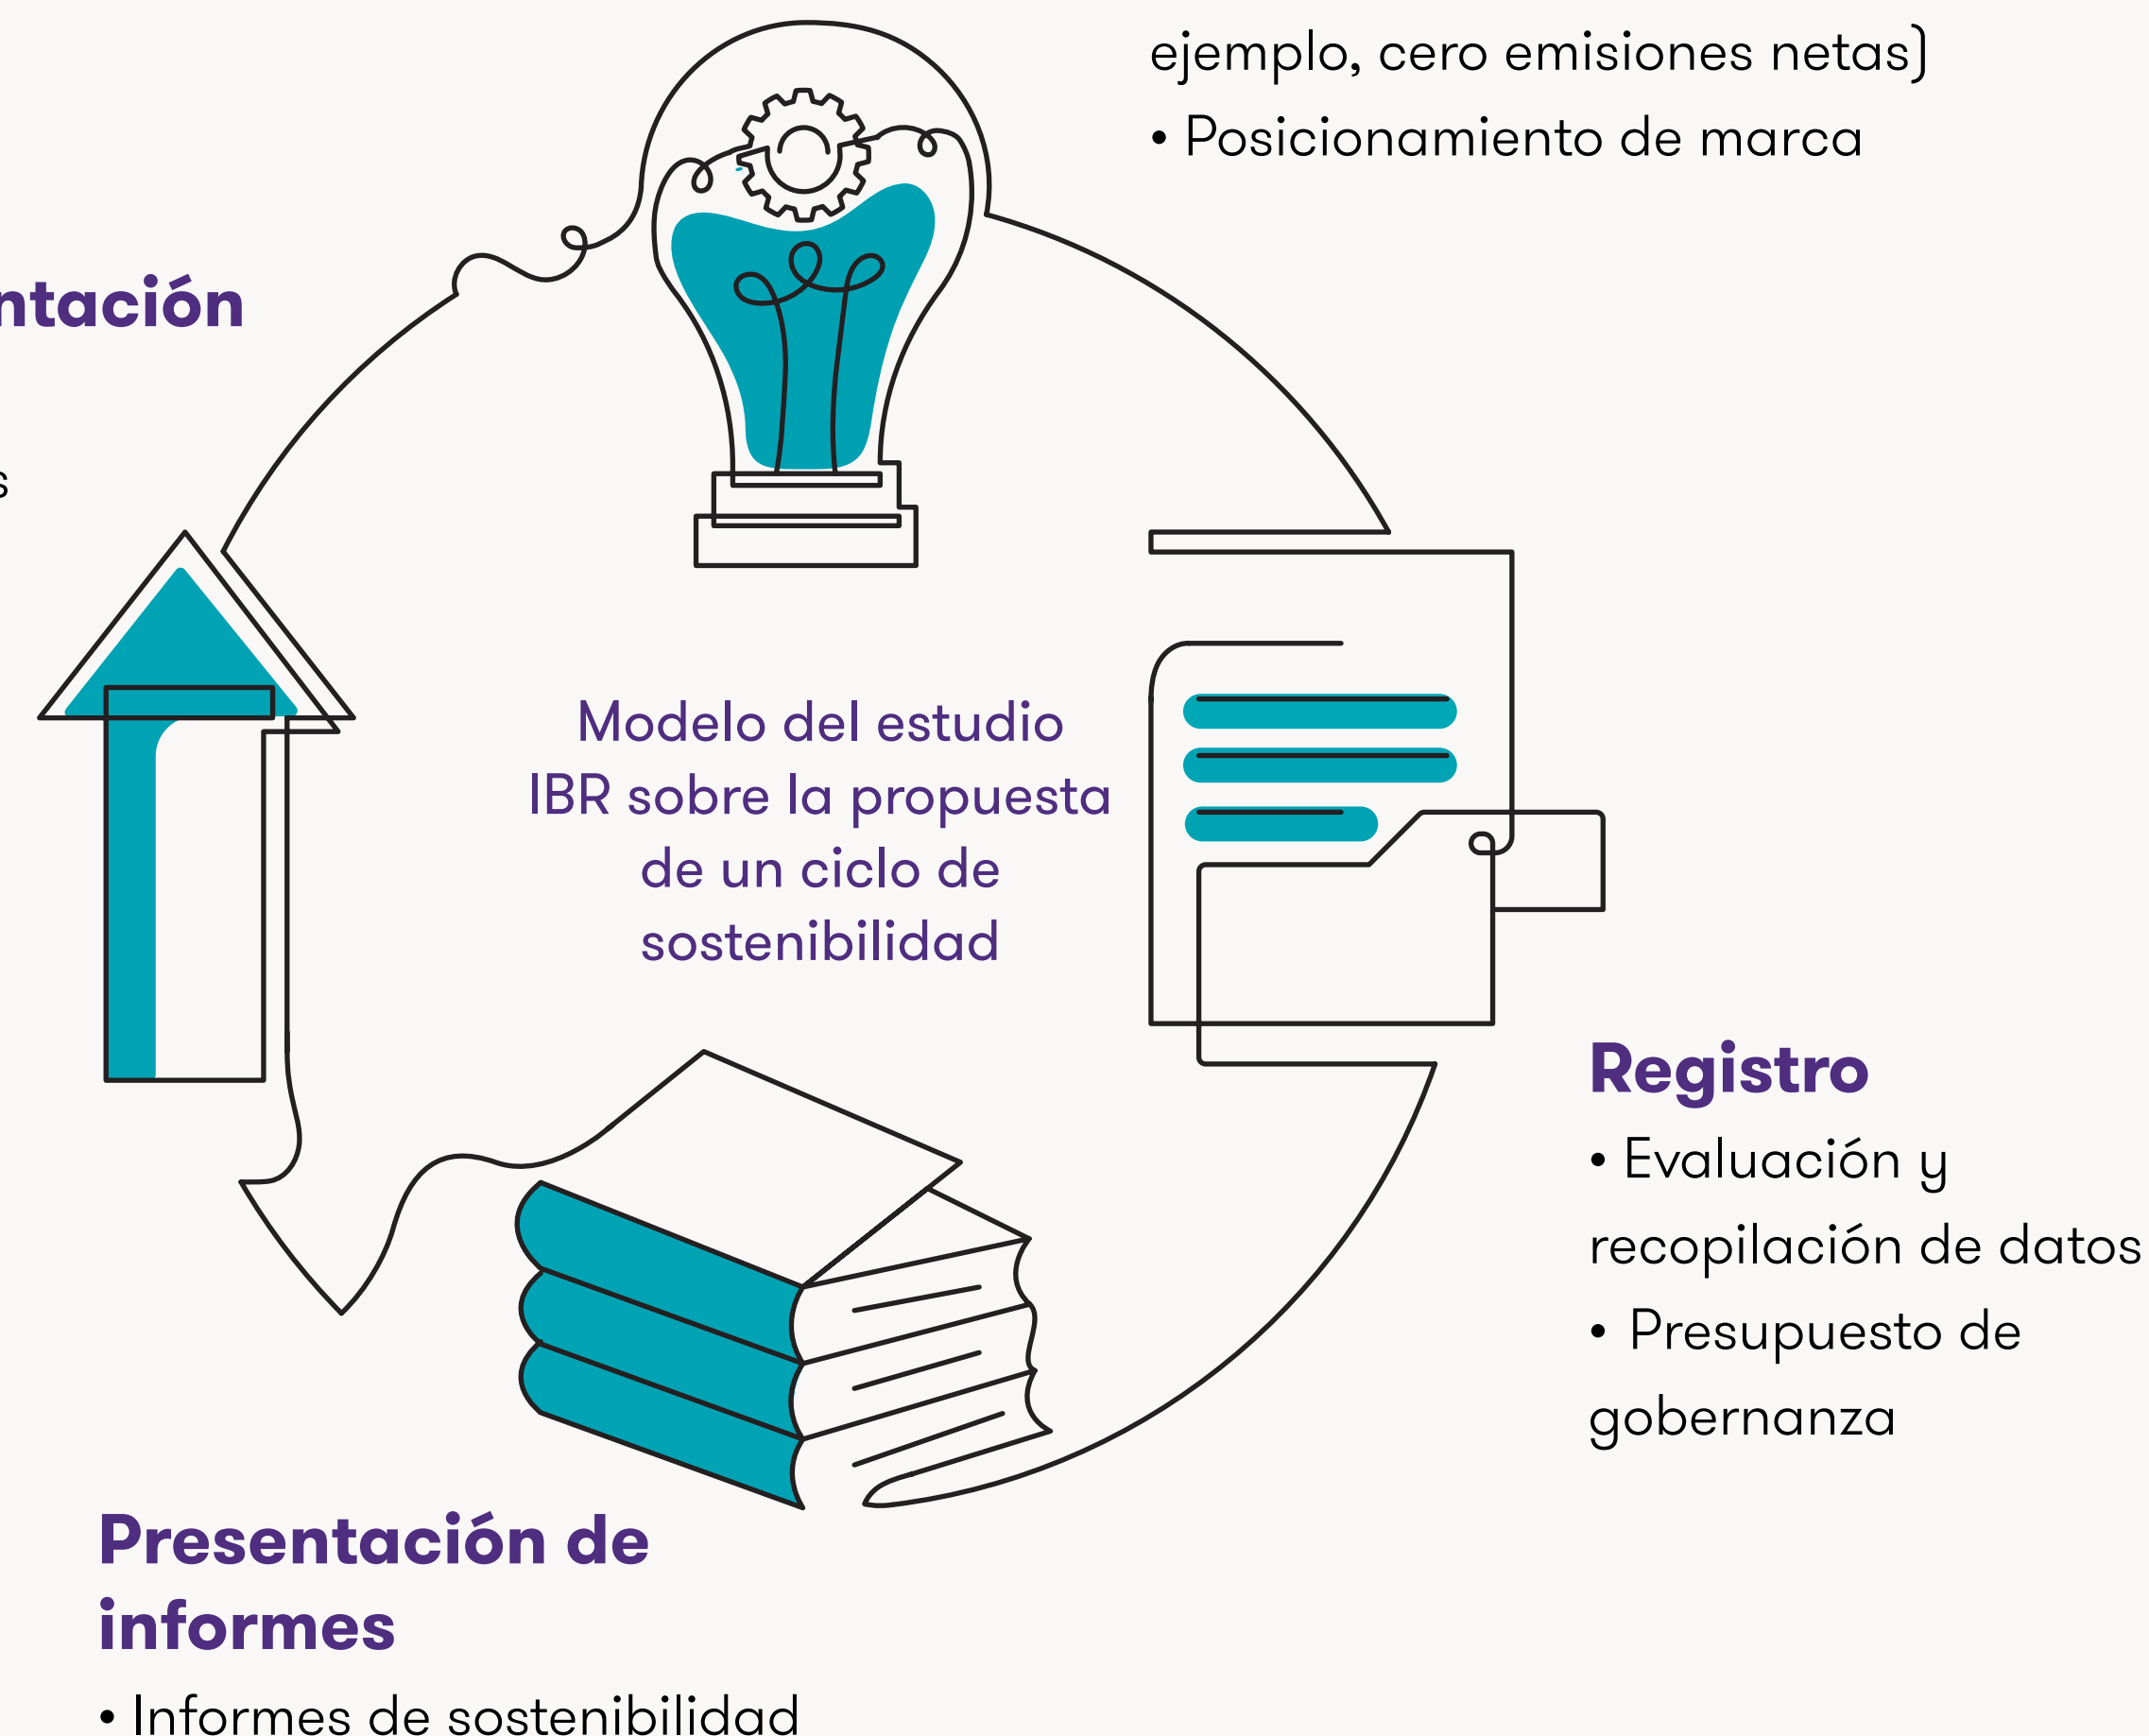 ejemplo, cero emisiones netas)
• Posicionamiento de marca
Modelo del estudio
IBR sobre la propuesta
de un ciclo de
sostenibilidad
Registro
• Evaluación y
recopilación de datos
• Presupuesto de
gobernanza
Presentación de
informes
• Informes de sostenibilidad